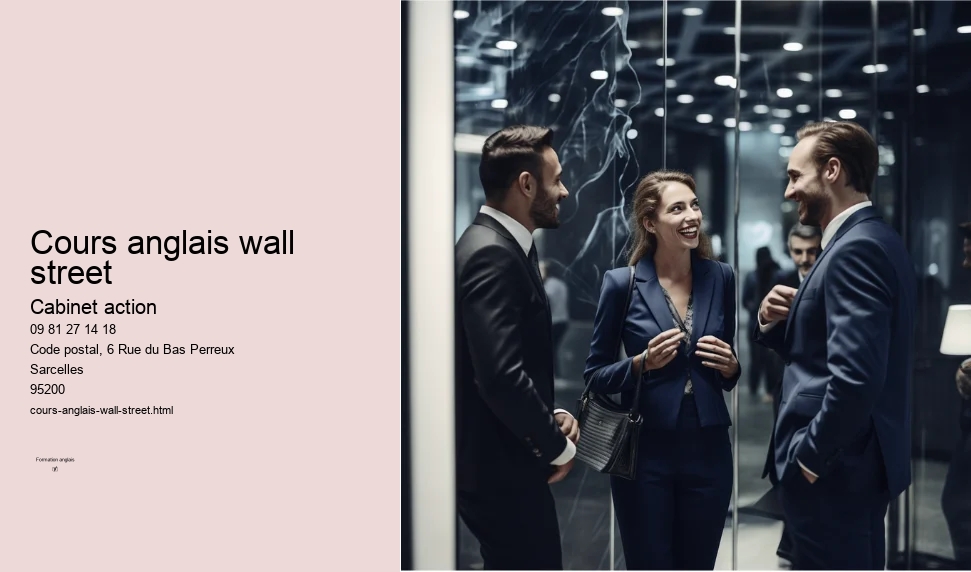 Cours anglais wall
street
Cabinet action
09 81 27 14 18
Code postal, 6 Rue du Bas Perreux
Sarcelles
95200
cours-anglais-wall-street.html
Formation anglais